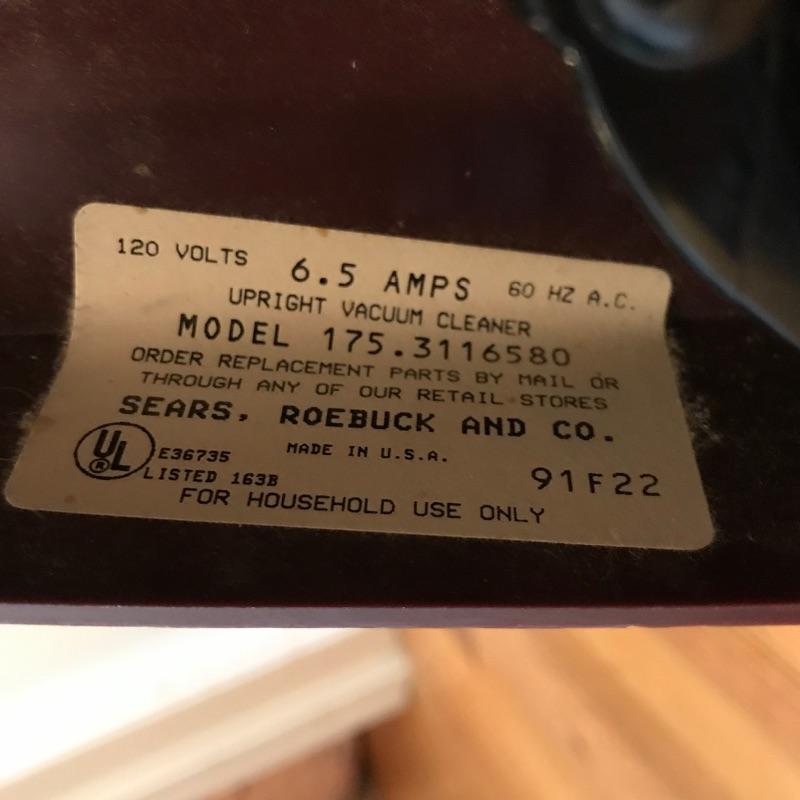 120 VOLTS 6.5 AMPS 60 HZ A.C.
UPRIGHT VACUUM CLEANER
MODEL 175.3116580
ORDER REPLACEMENT PARTS BY MAIL OR
THROUGH ANY OF OUR RETAIL STORES
SEARS, ROEBUCK AND CO.
UL ® E36735 MADE IN U.S.A.
LISTED 163B 91F22
FOR HOUSEHOLD USE ONLY